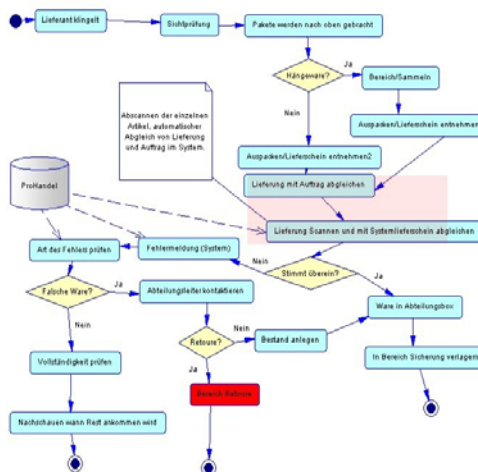 Lieferant klingelt
Sichtprüfung
Pakete werden nach oben gebracht
Hängeware?
Ja
Bereich/Sammeln
Nein
Abscannen der einzelnen
Artikel, automatischer
Abgleich von Lieferung
und Auftrag im System.
Auspacken/Lieferschein entnehmen
Auspacken/Lieferschein entnehmen2
Lieferung mit Auftrag abgleichen
ProHandel
Lieferung Scannen und mit Systemlieferschein abgleichen
Art des Fehlers prüfen
Fehlermeldung (System)
Nein
Stimmt überein?
Ja
Falsche Ware?
Ja
Abteilungsleiter kontaktieren
Ware in Abteilungsbox
Nein
Retoure?
Nein
Bestand anlegen
Vollständigkeit prüfen
In Bereich Sicherung verlagern
Ja
Bereich Retoure
Nachschauen wann Rest ankommen wird